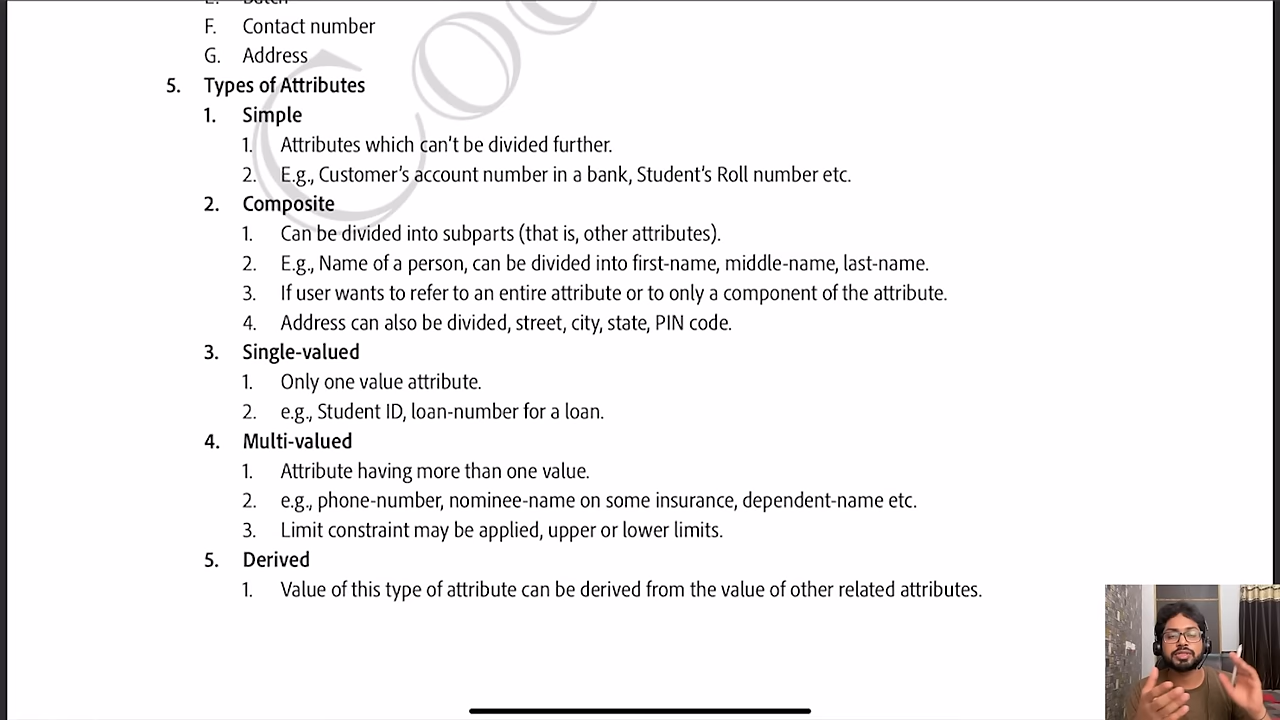 F. Contact number
G. Address
5. Types of Attributes
1. Simple
1. Attributes which can't be divided further.
2. E.g., Customer's account number in a bank, Student's Roll number etc.
2. Composite
1. Can be divided into subparts (that is, other attributes).
2. E.g., Name of a person, can be divided into first-name, middle-name, last-name.
3. If user wants to refer to an entire attribute or to only a component of the attribute.
4. Address can also be divided, street, city, state, PIN code.
3. Single-valued
1. Only one value attribute.
2. e.g., Student ID, loan-number for a loan.
4. Multi-valued
1. Attribute having more than one value.
2. e.g., phone-number, nominee-name on some insurance, dependent-name etc.
3. Limit constraint may be applied, upper or lower limits.
5. Derived
1. Value of this type of attribute can be derived from the value of other related attributes.